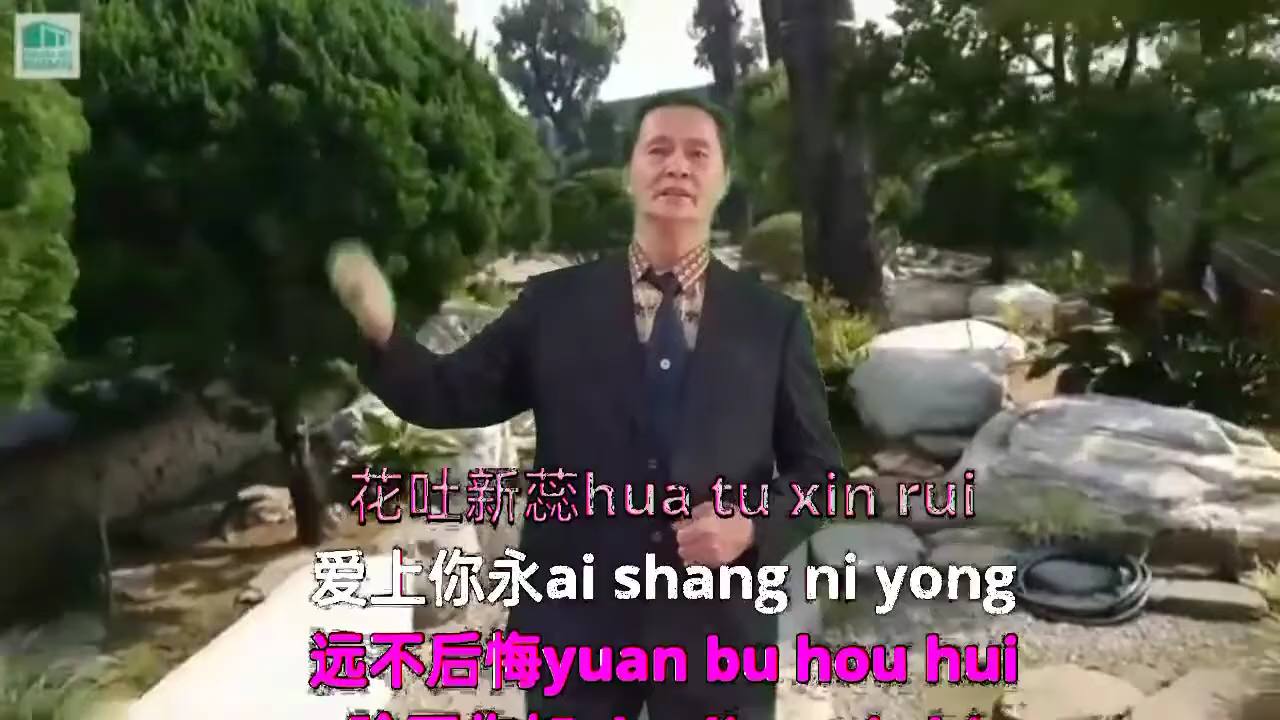 花吐新蕊hua tu xin rui
爱上你永ai shang ni yong
远不后悔yuan bu hou hui